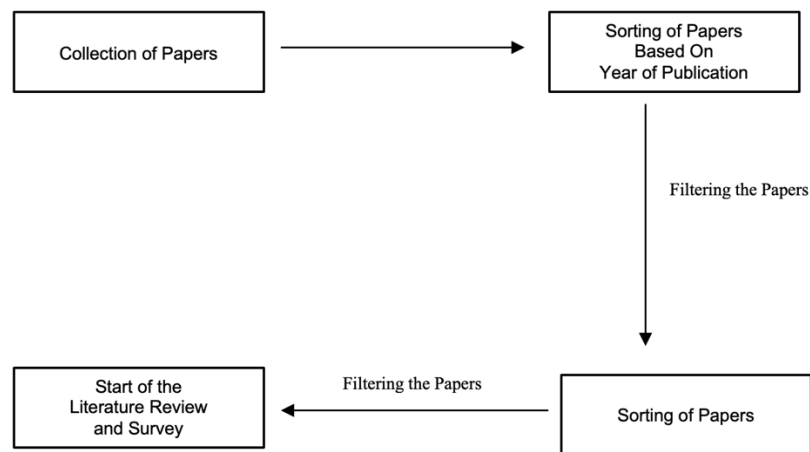 Collection of Papers
Sorting of Papers
Based On
Year of Publication
Filtering the Papers
Sorting of Papers
Filtering the Papers
Start of the
Literature Review
and Survey